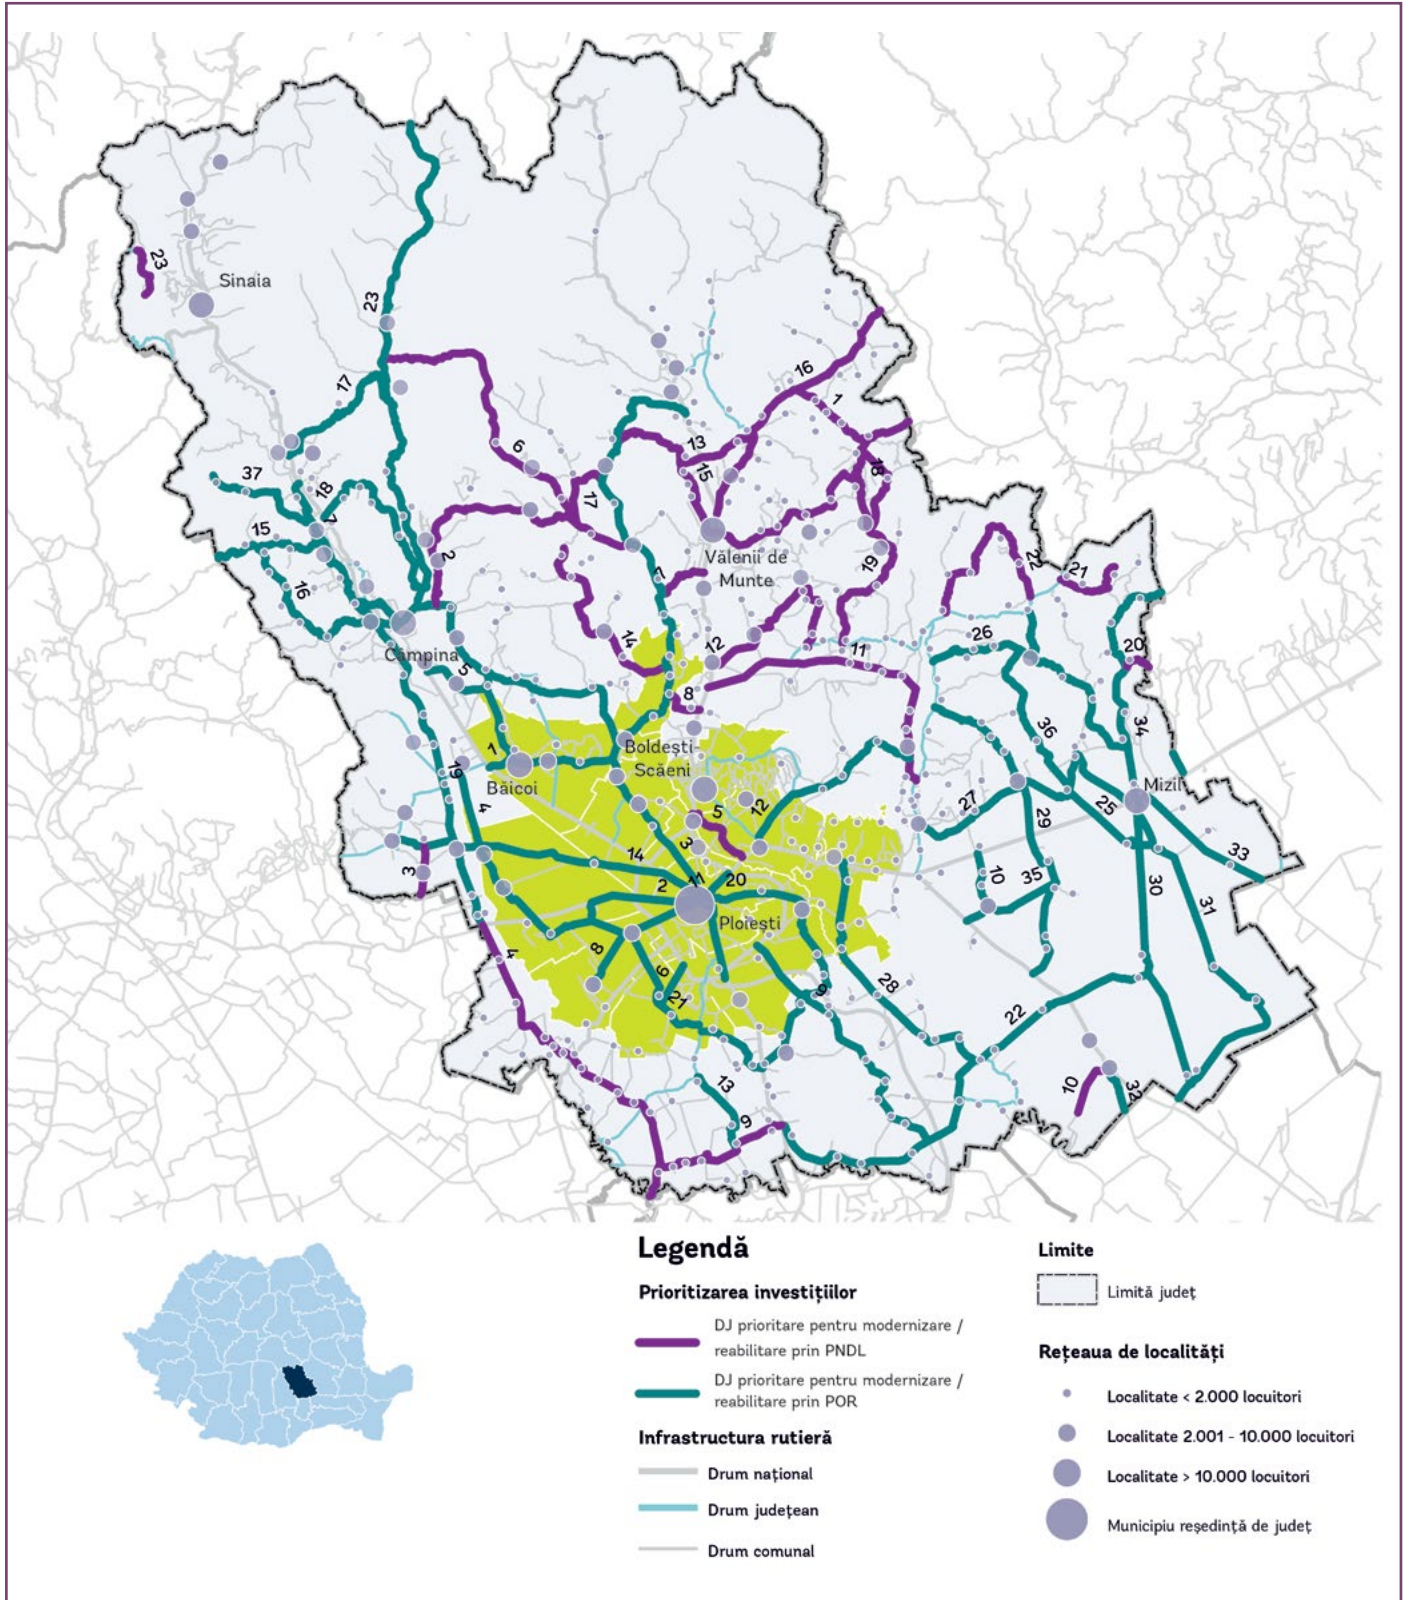 23
Sinaia
23
17
16
1
6
13
15
18
37
18
17
7
15
2
Vălenii de
Munte
19
22
21
7
16
14
12
11
26
20
Câmpina
5
8
36
34
1
Boldești-
Scăeni
Băicoi
19
4
Mizil
12
5
27
25
29
3
14
33
3
2
11
20
10
35
30
31
Ploiești
4
8
6
21
9
28
22
13
9
10
32
Legendă
Prioritizarea investițiilor
DJ prioritare pentru modernizare /
reabilitare prin PNDL
DJ prioritare pentru modernizare /
reabilitare prin POR
Infrastructura rutieră
Drum național
Drum județean
Drum comunal
Limite
Limită județ
Rețeaua de localități
Localitate < 2.000 locuitori
Localitate 2.001 - 10.000 locuitori
Localitate > 10.000 locuitori
Municipiu reședință de județ